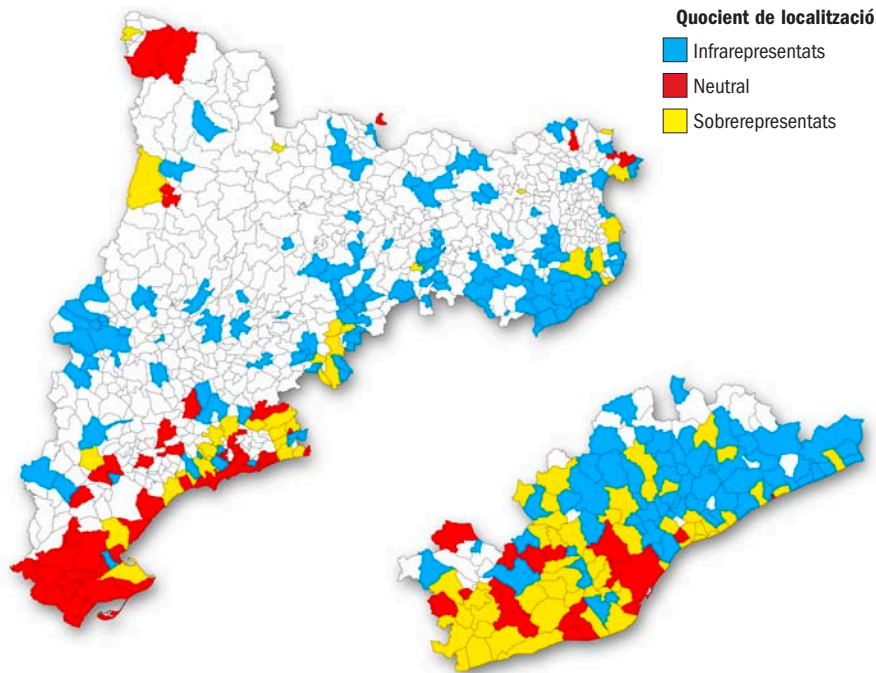 Quocient de localització
Infrarepresentats
Neutral
Sobrerepresentats